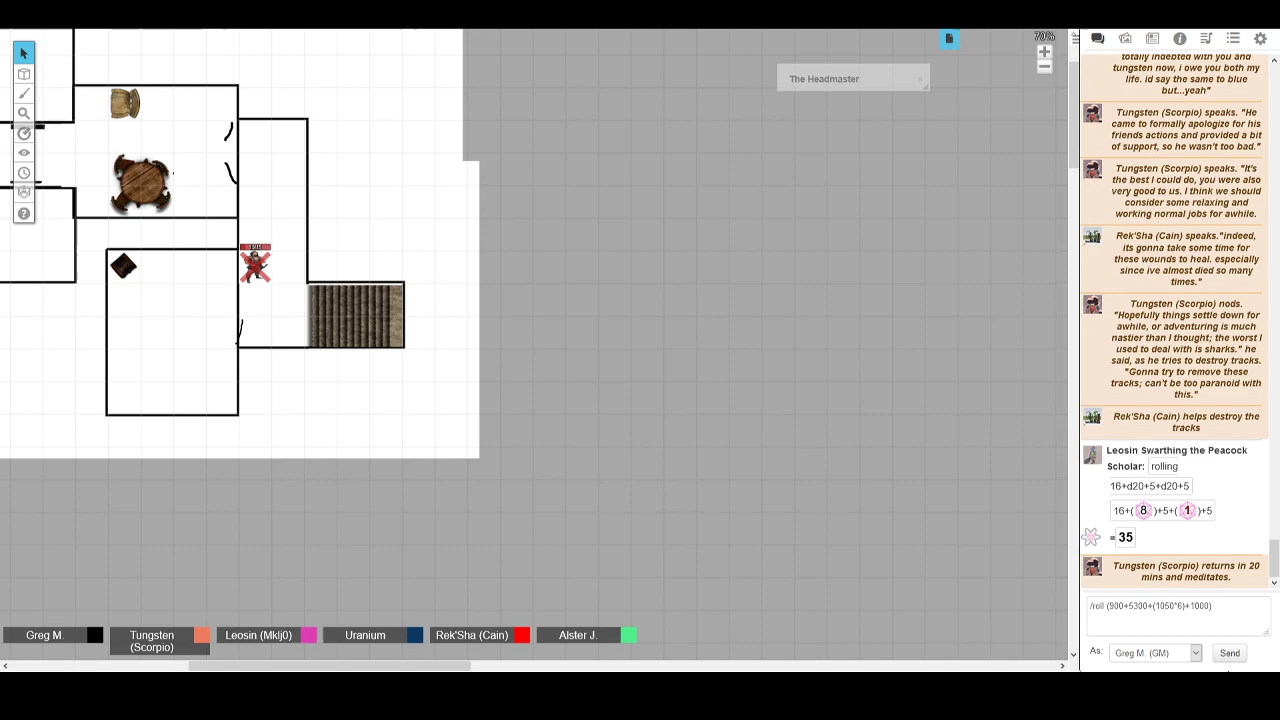 70%
The Headmaster
totally indebted with you and
tungsten now, i owe you both my
life. id say the same to blue
but...yeah"
Tungsten (Scorpio) speaks. "He
came to formally apologize for his
friends actions and provided a bit
of support, so he wasn't too bad."
Tungsten (Scorpio) speaks. "It's
the best I could do, you were also
very good to us. I think we should
consider some relaxing and
working normal jobs for awhile.
Rek'Sha (Cain) speaks."indeed,
its gonna take some time for
these wounds to heal. especially
since ive almost died so many
times."
Tungsten (Scorpio) nods.
"Hopefully things settle down for
awhile, or adventuring is much
nastier than I thought; the worst I
used to deal with is sharks." he
said, as he tries to destroy tracks.
"Gonna try to remove these
tracks; can't be too paranoid with
this."
Rek'Sha (Cain) helps destroy the
tracks
Leosin Swarthing the Peacock
Scholar: rolling
16+d20+5+d20+5
16+(8)+5+(1)+5
=35
Tungsten (Scorpio) returns in 20
mins and meditates.
/roll (900+5300+(1050*6)+1000)
As: Greg M. (GM) Send
Greg M.
Tungsten
(Scorpio)
Leosin (Mklj0)
Uranium
Rek'Sha (Cain)
Alster J.